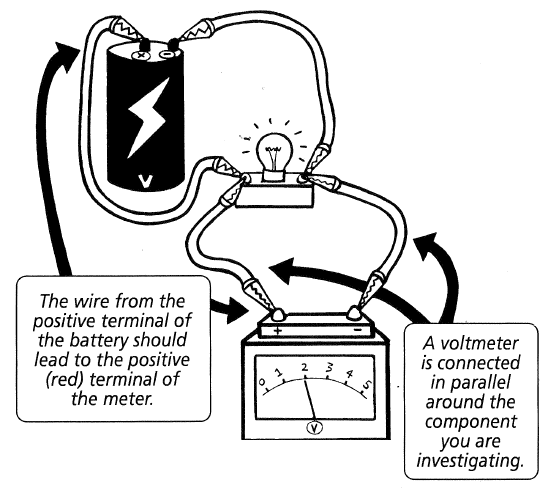 + −
V
The wire from the
positive terminal of
the battery should
lead to the positive
(red) terminal of
the meter.
+ −
0 1 2 3 4 5
V
A voltmeter
is connected
in parallel
around the
component
you are
investigating.